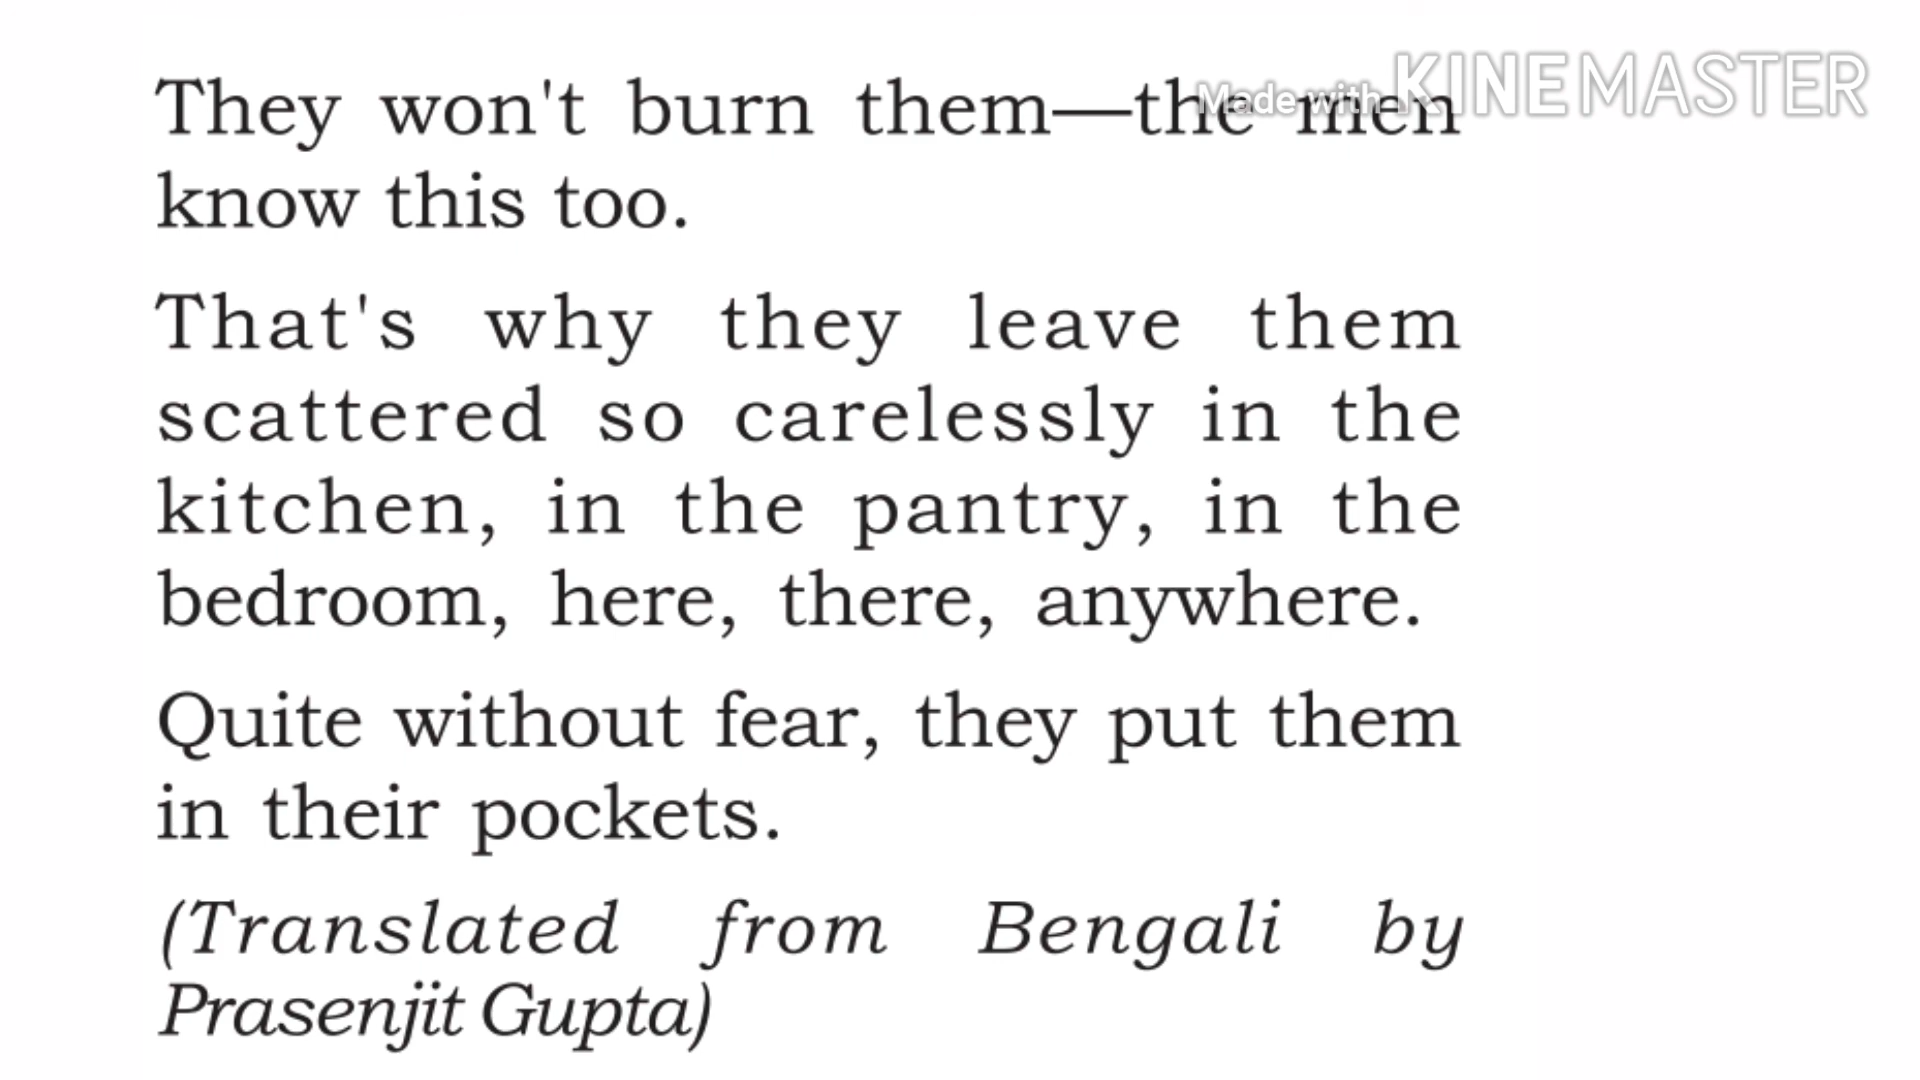 They won't burn them—the men
Made with KINEMASTER
know this too.
That's why they leave them
scattered so carelessly in the
kitchen, in the pantry, in the
bedroom, here, there, anywhere.
Quite without fear, they put them
in their pockets.
(Translated from Bengali by
Prasenjit Gupta)